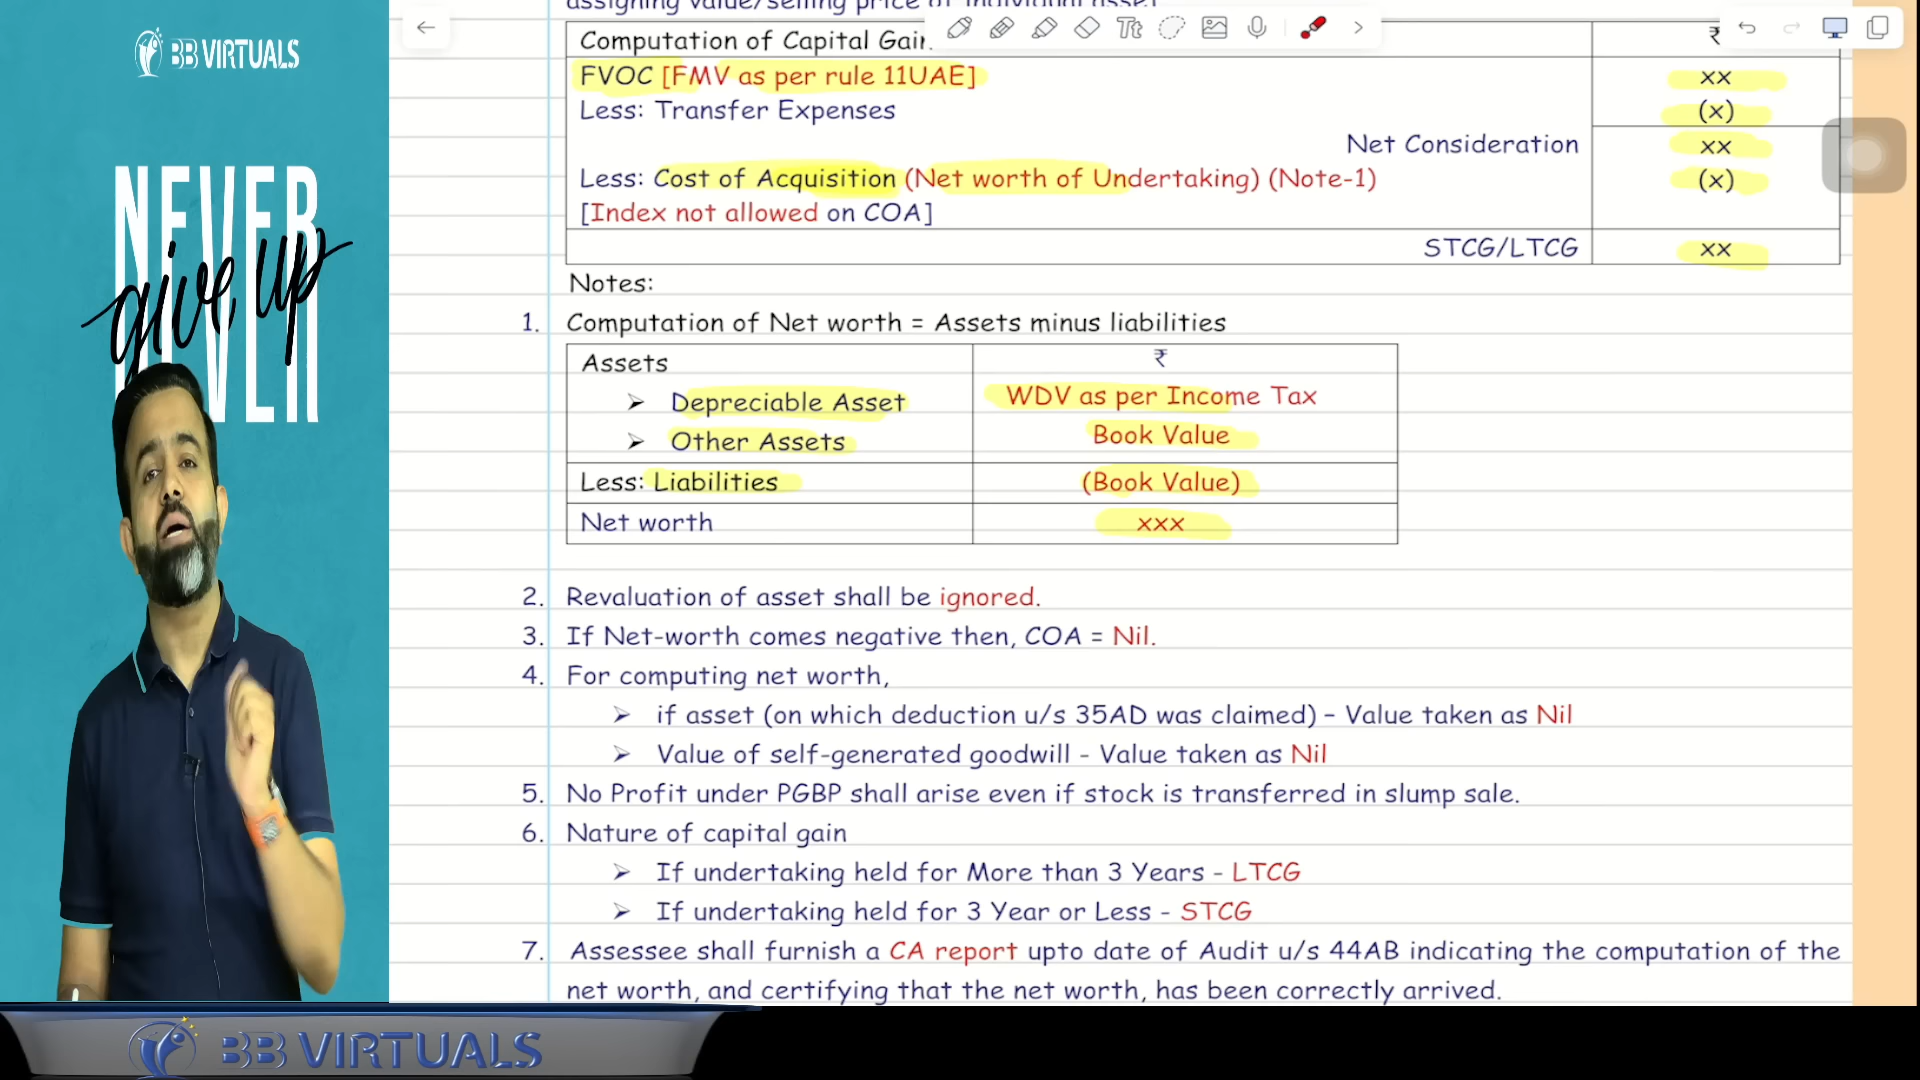 BB VIRTUALS
NEVER
give up
NEVER
assigning value/selling price of individual asset
Tt
Computation of Capital Gain
₹
FVOC [FMV as per rule 11UAE]
xx
Less: Transfer Expenses
(x)
Net Consideration
xx
Less: Cost of Acquisition (Net worth of Undertaking) (Note-1)
(x)
[Index not allowed on COA]
STCG/LTCG
xx
Notes:
1. Computation of Net worth = Assets minus liabilities
Assets
₹
➢ Depreciable Asset
WDV as per Income Tax
➢ Other Assets
Book Value
Less: Liabilities
(Book Value)
Net worth
xxx
2. Revaluation of asset shall be ignored.
3. If Net-worth comes negative then, COA = Nil.
4. For computing net worth,
➢ if asset (on which deduction u/s 35AD was claimed) – Value taken as Nil
➢ Value of self-generated goodwill - Value taken as Nil
5. No Profit under PGBP shall arise even if stock is transferred in slump sale.
6. Nature of capital gain
➢ If undertaking held for More than 3 Years - LTCG
➢ If undertaking held for 3 Year or Less - STCG
7. Assessee shall furnish a CA report upto date of Audit u/s 44AB indicating the computation of the
net worth, and certifying that the net worth, has been correctly arrived.
BB VIRTUALS